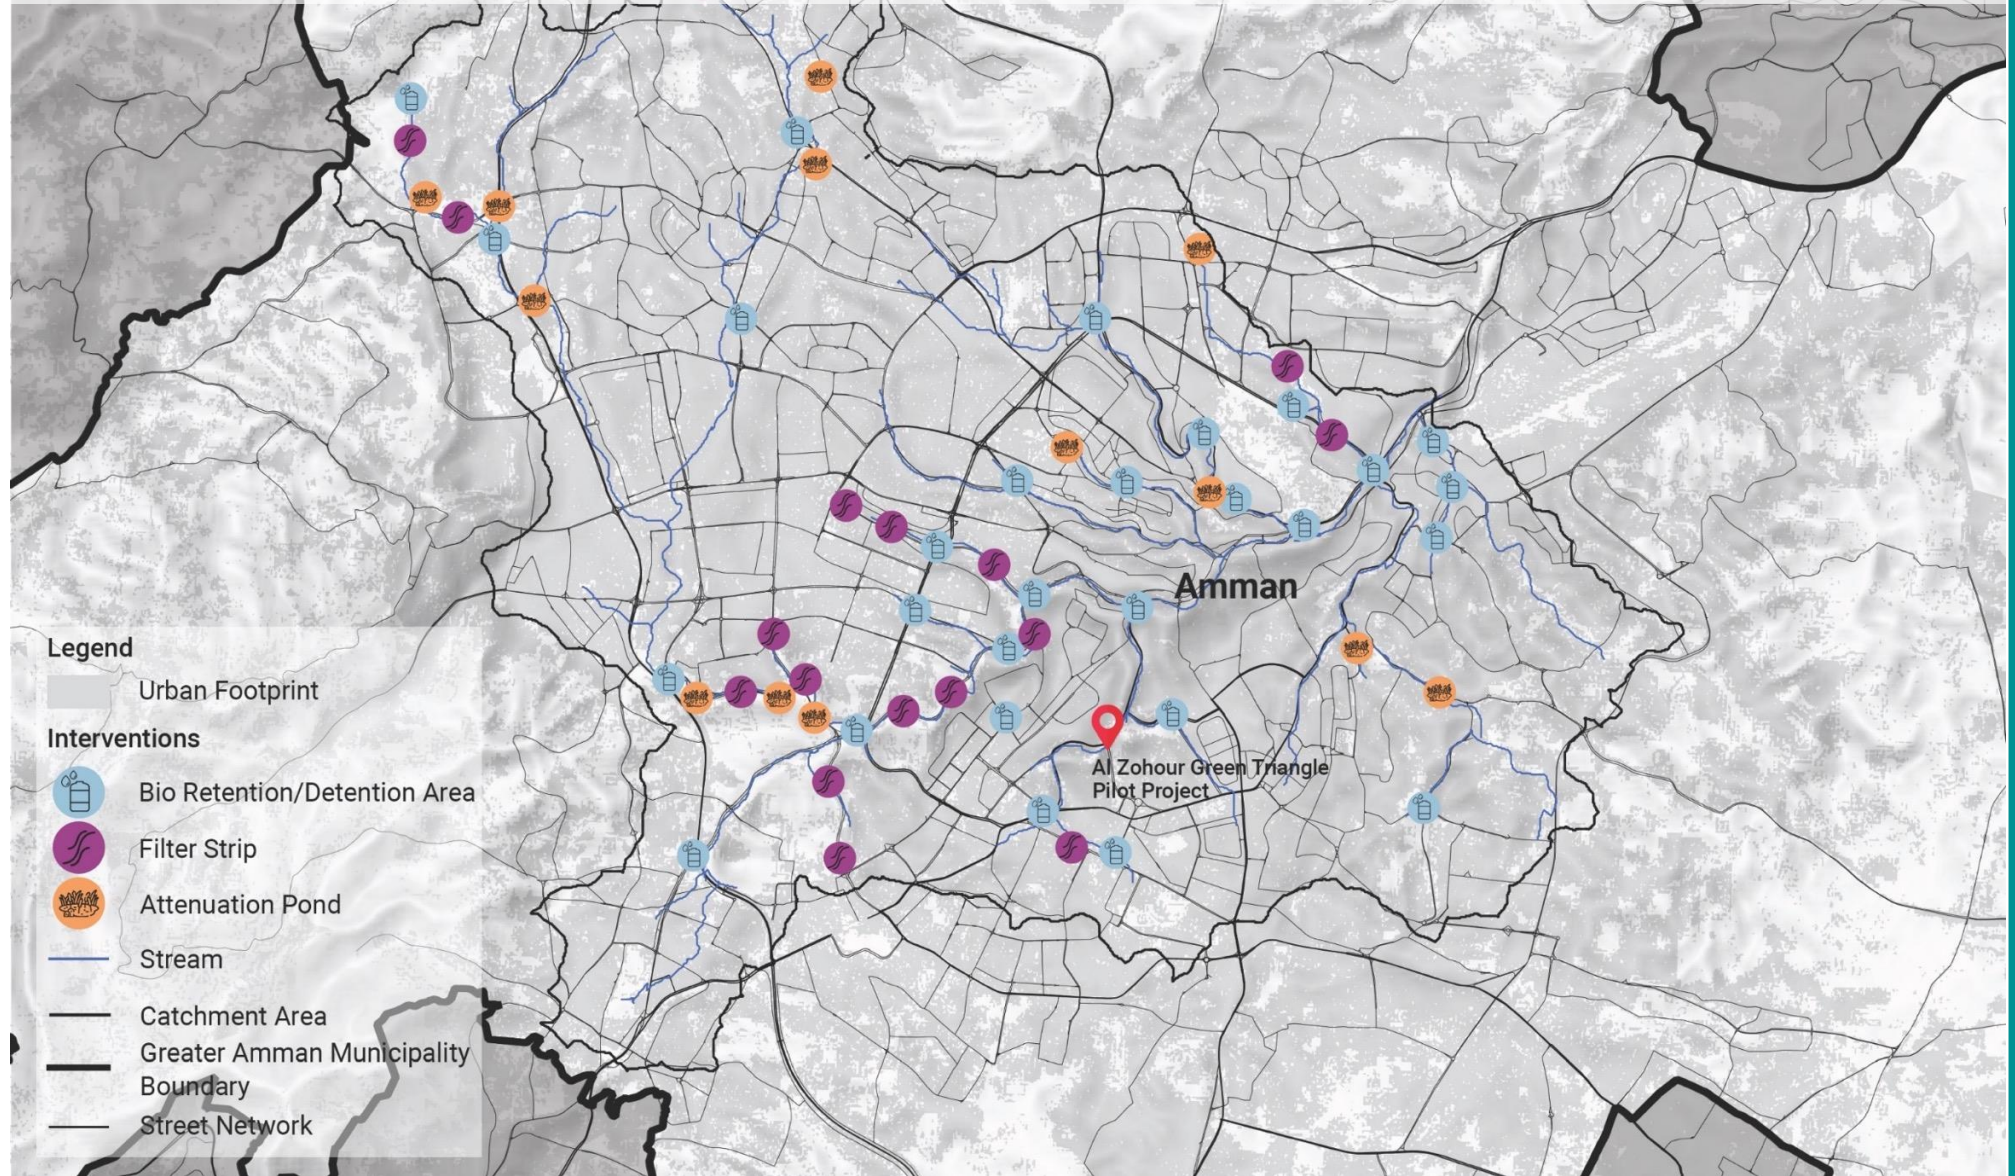 Amman
Al Zohour Green Triangle
Pilot Project
Legend
Urban Footprint
Interventions
Bio Retention/Detention Area
Filter Strip
Attenuation Pond
Stream
Catchment Area
Greater Amman Municipality
Boundary
Street Network